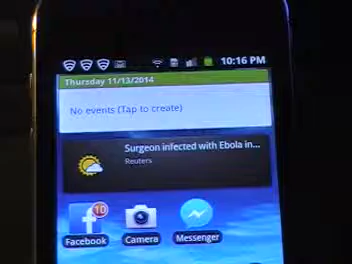 10:16 PM
Thursday 11/13/2014
No events (Tap to create)
Surgeon infected with Ebola in...
Reuters
10
Facebook
Camera
Messenger